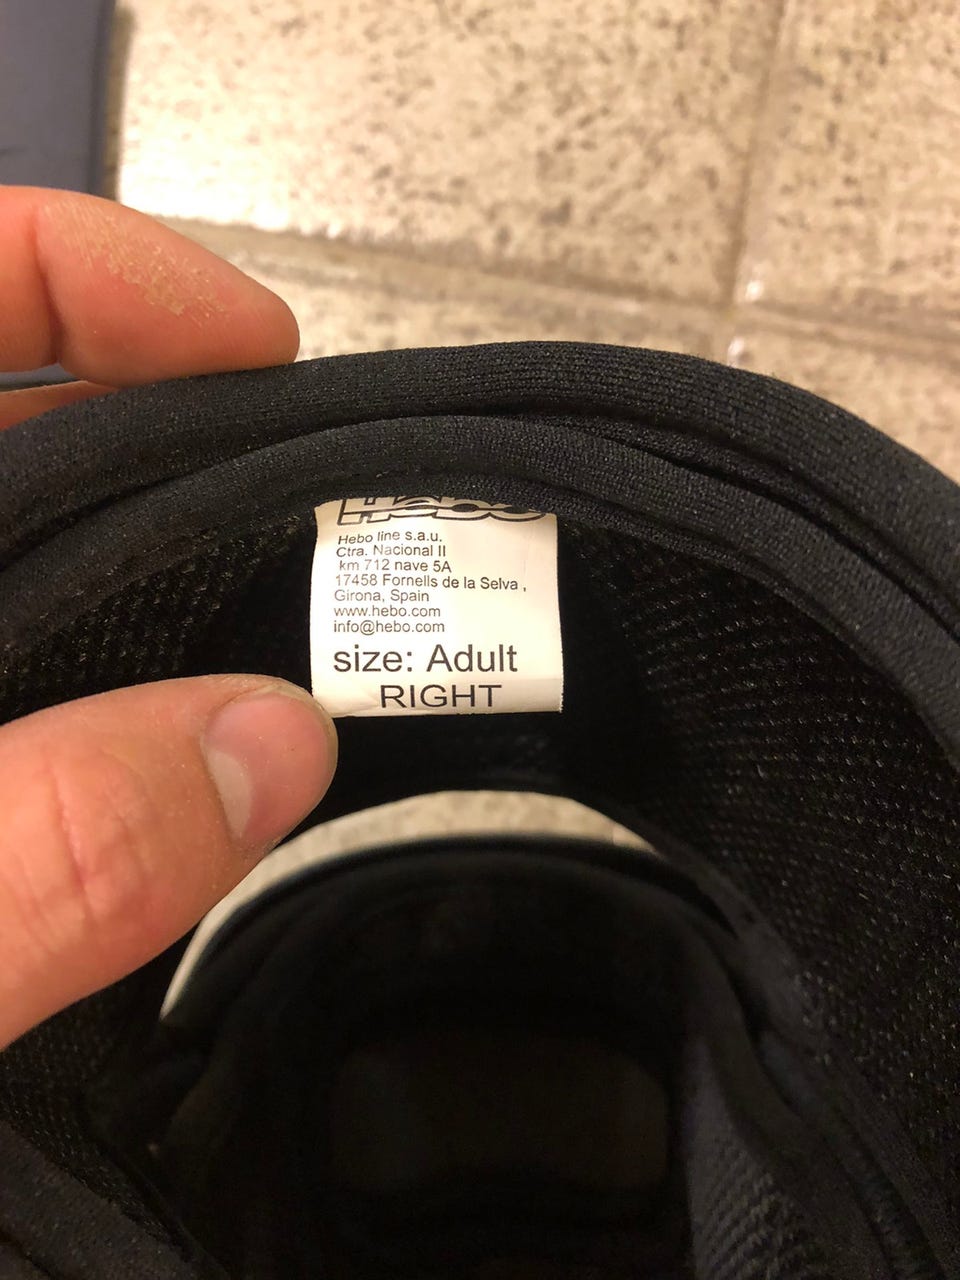 Hebo
Hebo line s.a.u.
Ctra. Nacional II
km 712 nave 5A
17458 Fornells de la Selva ,
Girona, Spain
www.hebo.com
info@hebo.com
size: Adult
RIGHT